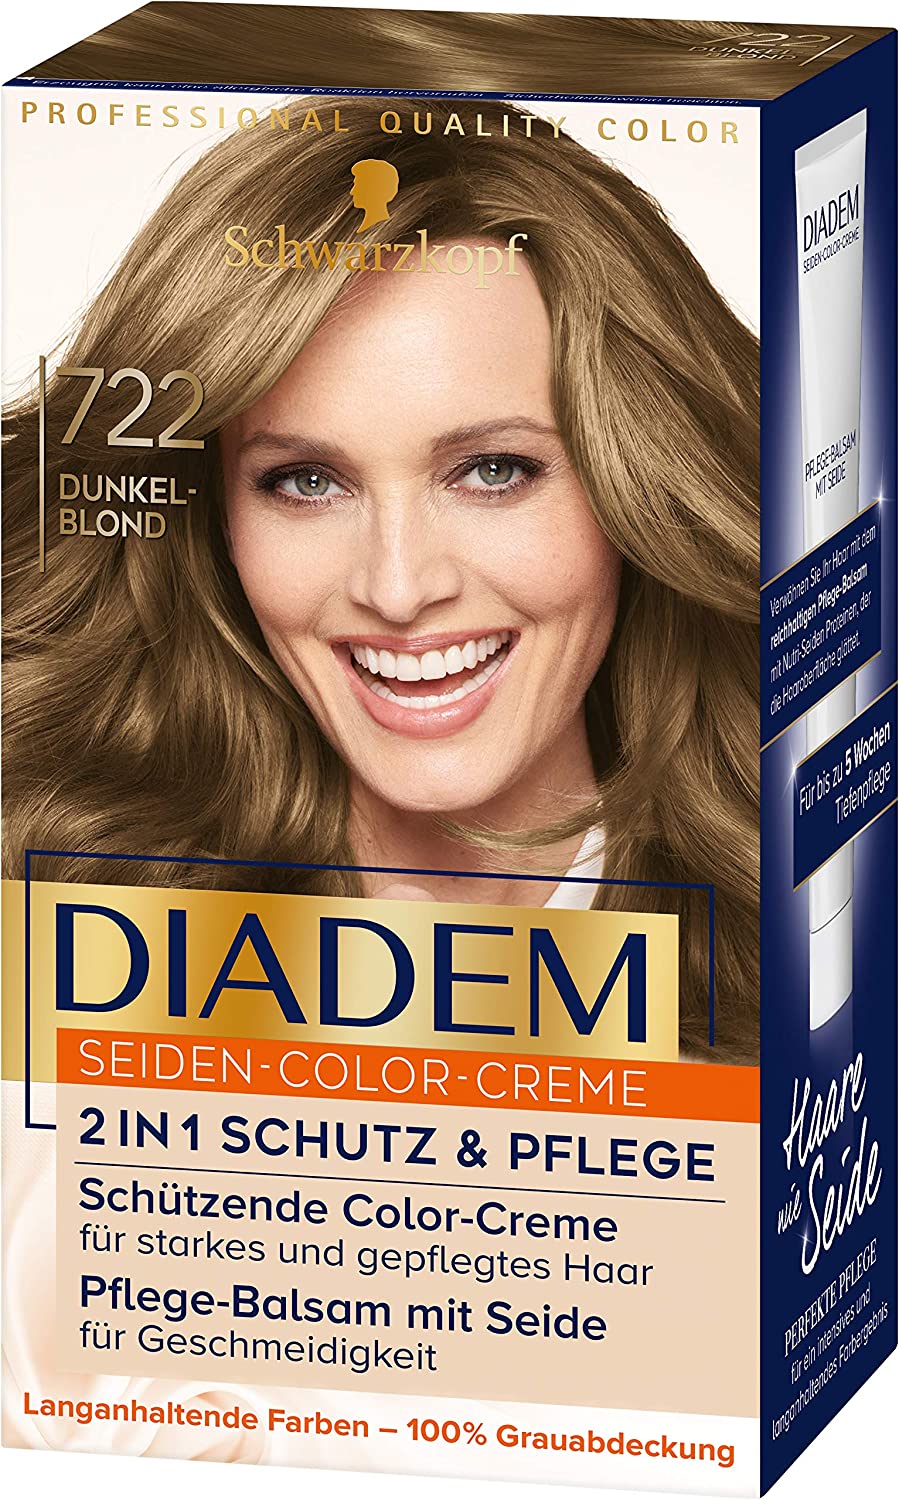 722
DUNKEL-
BLOND
PROFESSIONAL QUALITY COLOR
Schwarzkopf
722
DUNKEL-
BLOND
DIADEM
SEIDEN-COLOR-CREME
2 IN 1 SCHUTZ & PFLEGE
Schützende Color-Creme
für starkes und gepflegtes Haar
Pflege-Balsam mit Seide
für Geschmeidigkeit
Langanhaltende Farben – 100% Grauabdeckung
DIADEM
SEIDEN-COLOR-CREME
PFLEGE-BALSAM
MIT SEIDE
Verwöhnen Sie Ihr Haar mit dem
reichhaltigen Pflege-Balsam
mit Nutri-Seiden Proteinen, der
die Haaroberfläche glättet.
Für bis zu 5 Wochen
Tiefenpflege
Haare
wie
Seide
PERFEKTE PFLEGE
für ein intensives und
langanhaltendes Farbergebnis